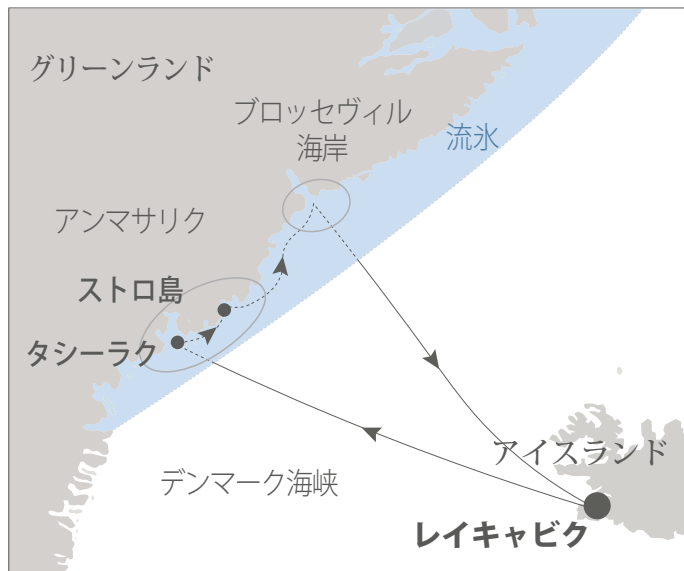 グリーンランド
ブロッセヴィル
海岸
流氷
アンマサリク
ストロ島
タシーラク
アイスランド
デンマーク海峡
レイキャビク